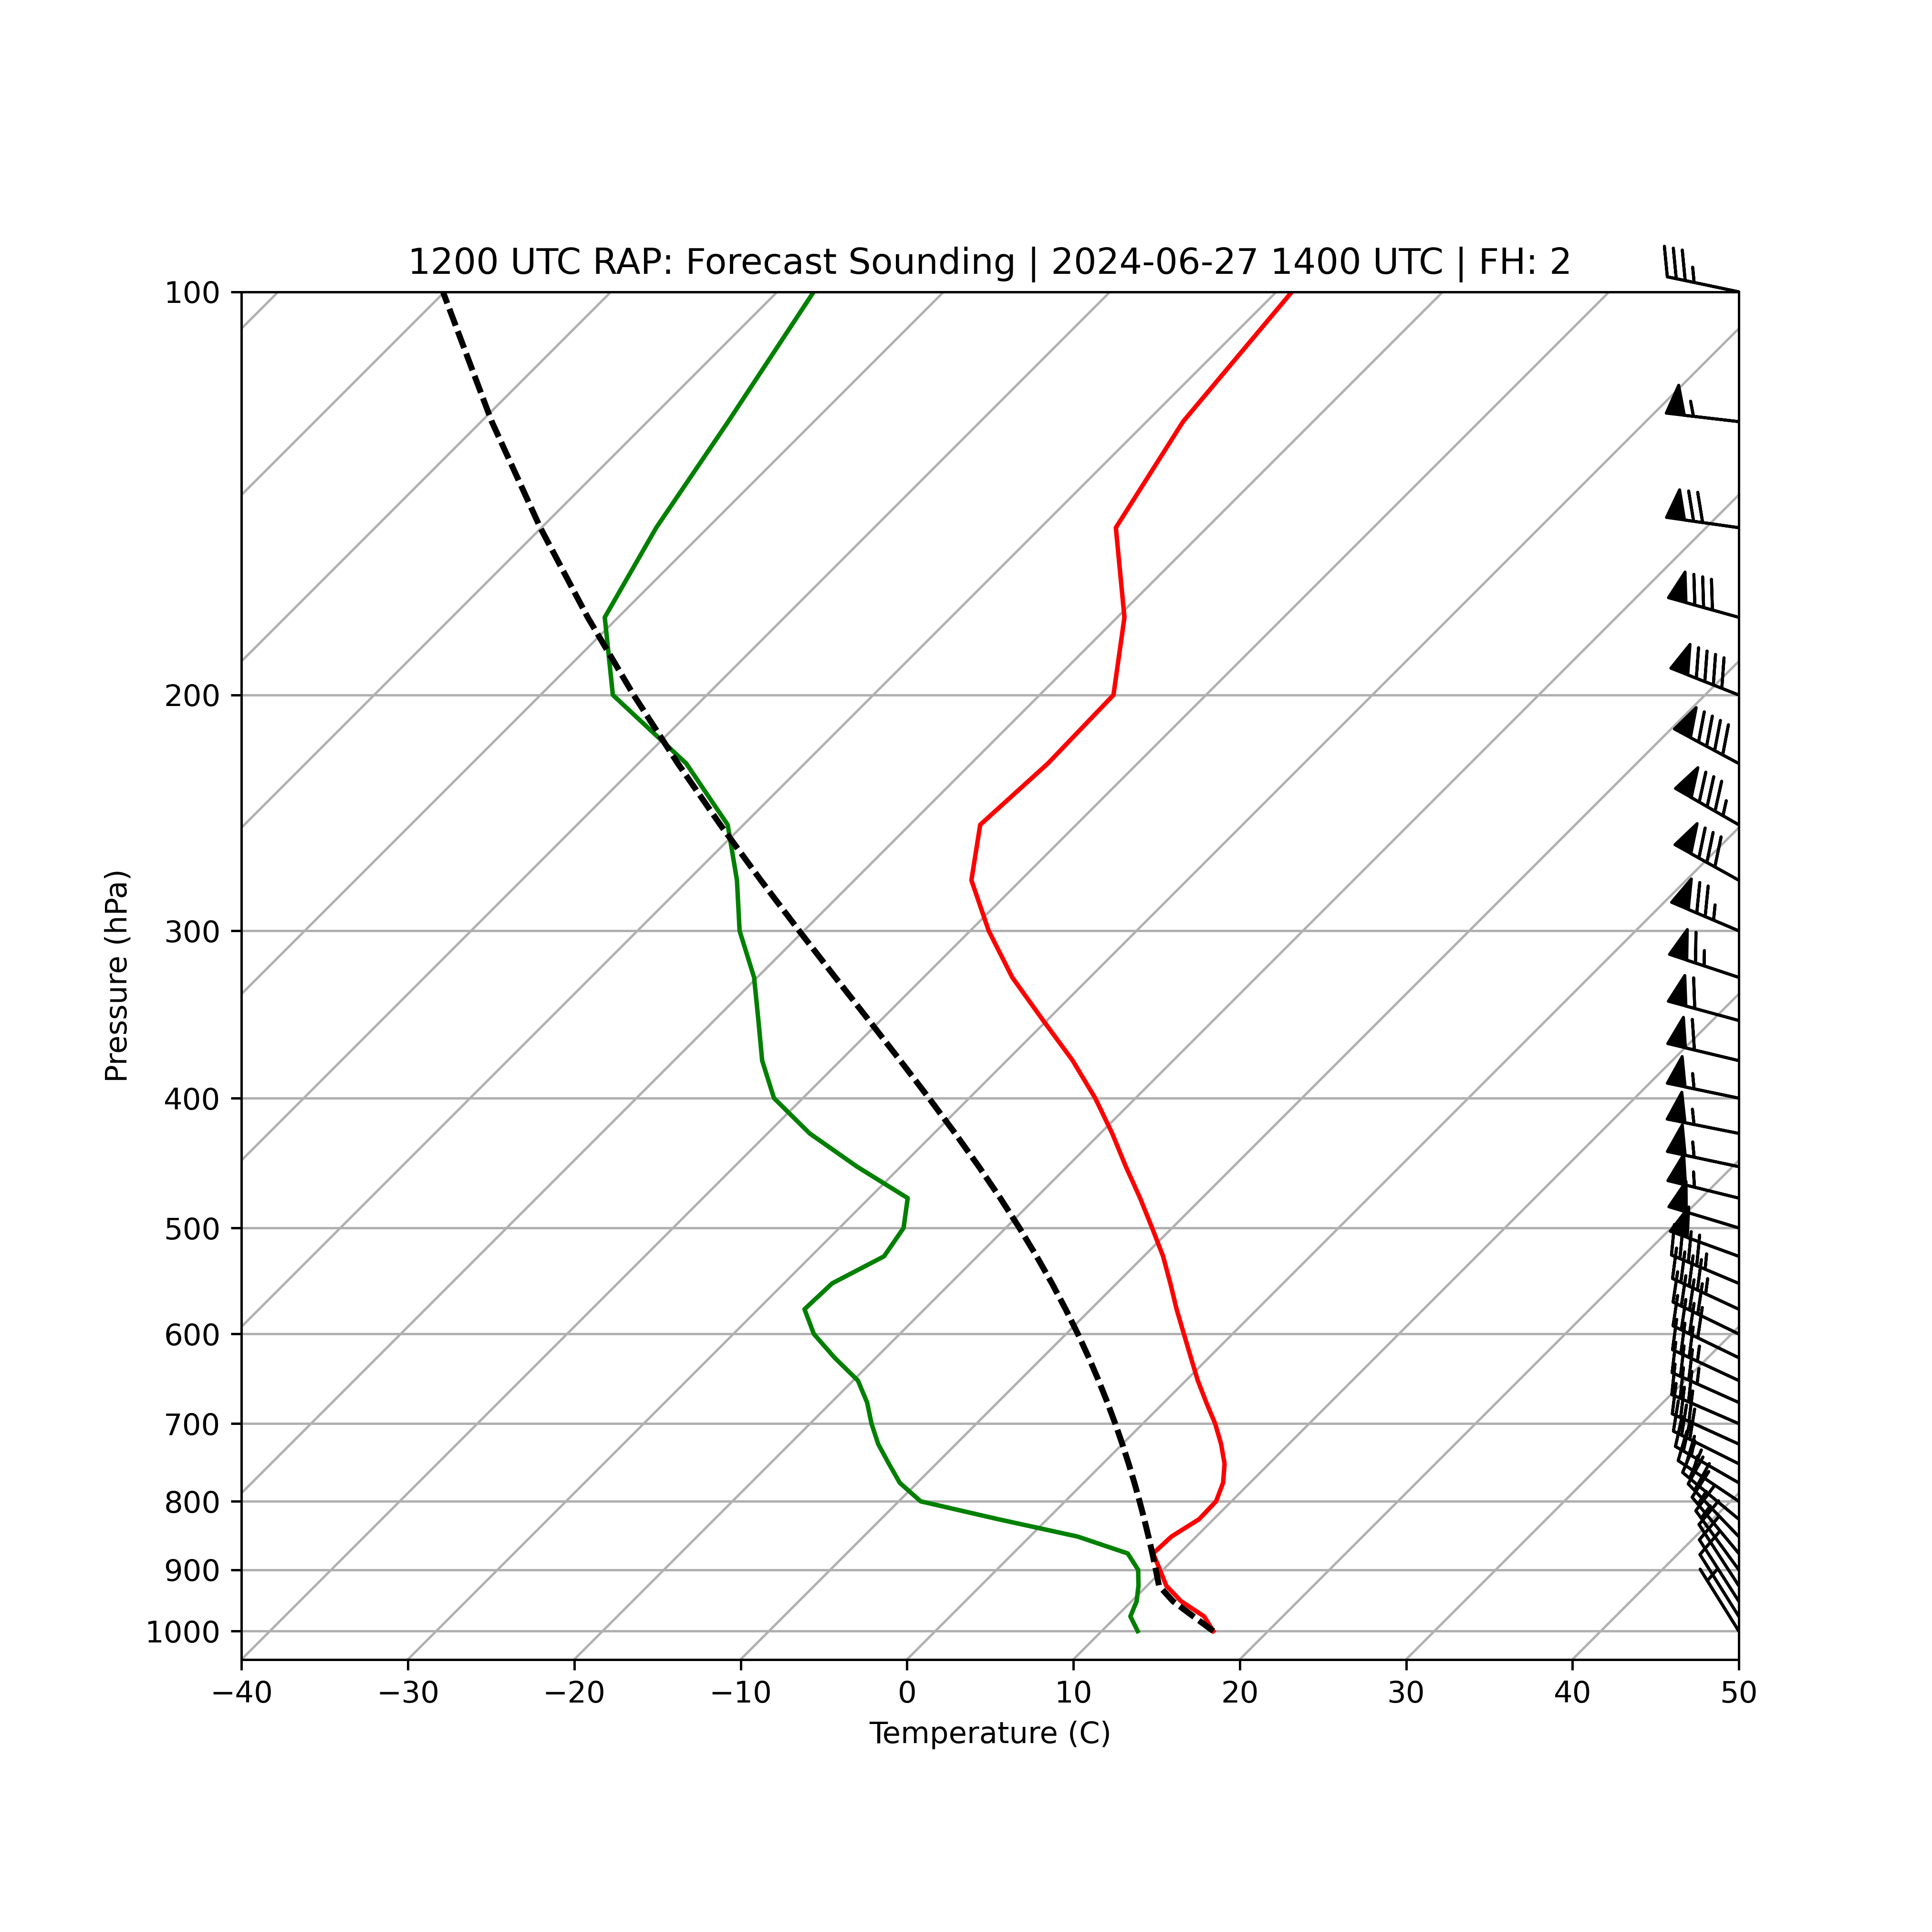 1200 UTC RAP: Forecast Sounding | 2024-06-27 1400 UTC | FH: 2
100
200
300
400
500
600
700
800
900
1000
Pressure (hPa)
−40 −30 −20 −10 0 10 20 30 40 50
Temperature (C)